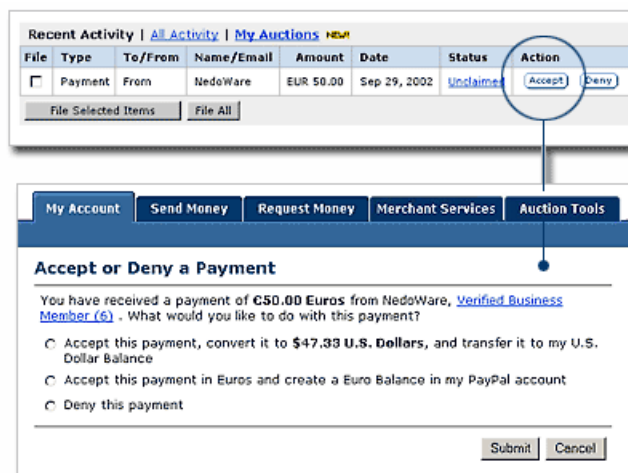 Recent Activity | All Activity | My Auctions NEW!
File Type To/From Name/Email Amount Date Status Action
Payment From NedoWare EUR 50.00 Sep 29, 2002 Unclaimed Accept Deny
File Selected Items File All
My Account Send Money Request Money Merchant Services Auction Tools
Accept or Deny a Payment
You have received a payment of €50.00 Euros from NedoWare, Verified Business
Member (6) . What would you like to do with this payment?
Accept this payment, convert it to $47.33 U.S. Dollars, and transfer it to my U.S.
Dollar Balance
Accept this payment in Euros and create a Euro Balance in my PayPal account
Deny this payment
Submit Cancel